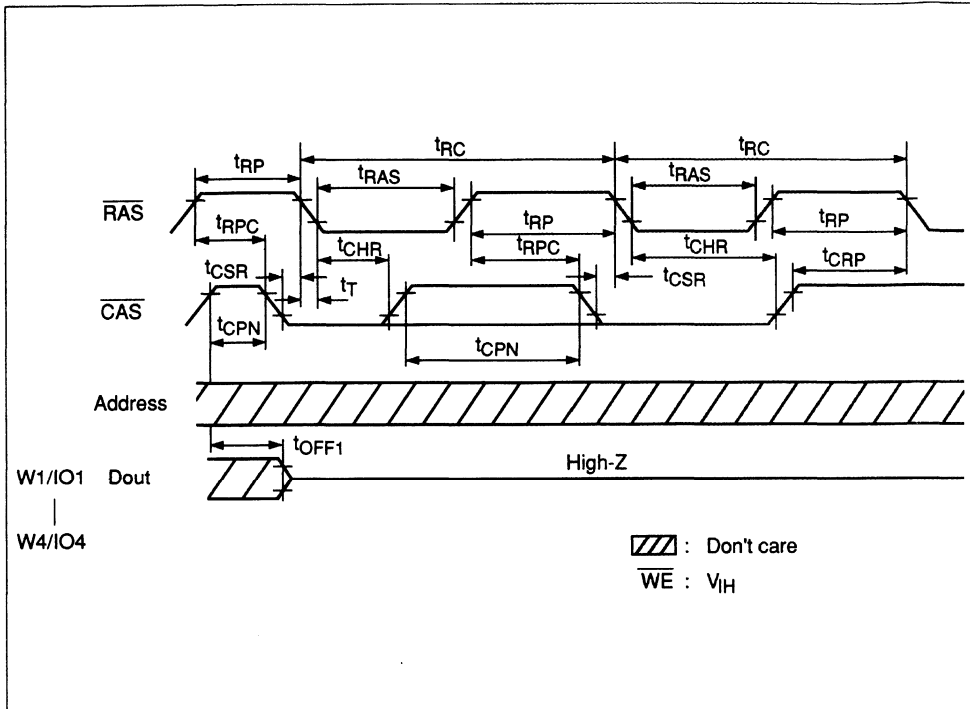 tRC tRC
tRP tRAS tRAS
RAS
tRPC tCHR tRP tCHR tRP
tCSR tRPC tCRP
tT tCSR
CAS
tCPN tCPN
Address
tOFF1
W1/IO1 Dout High-Z
W4/IO4
: Don't care
WE : VIH